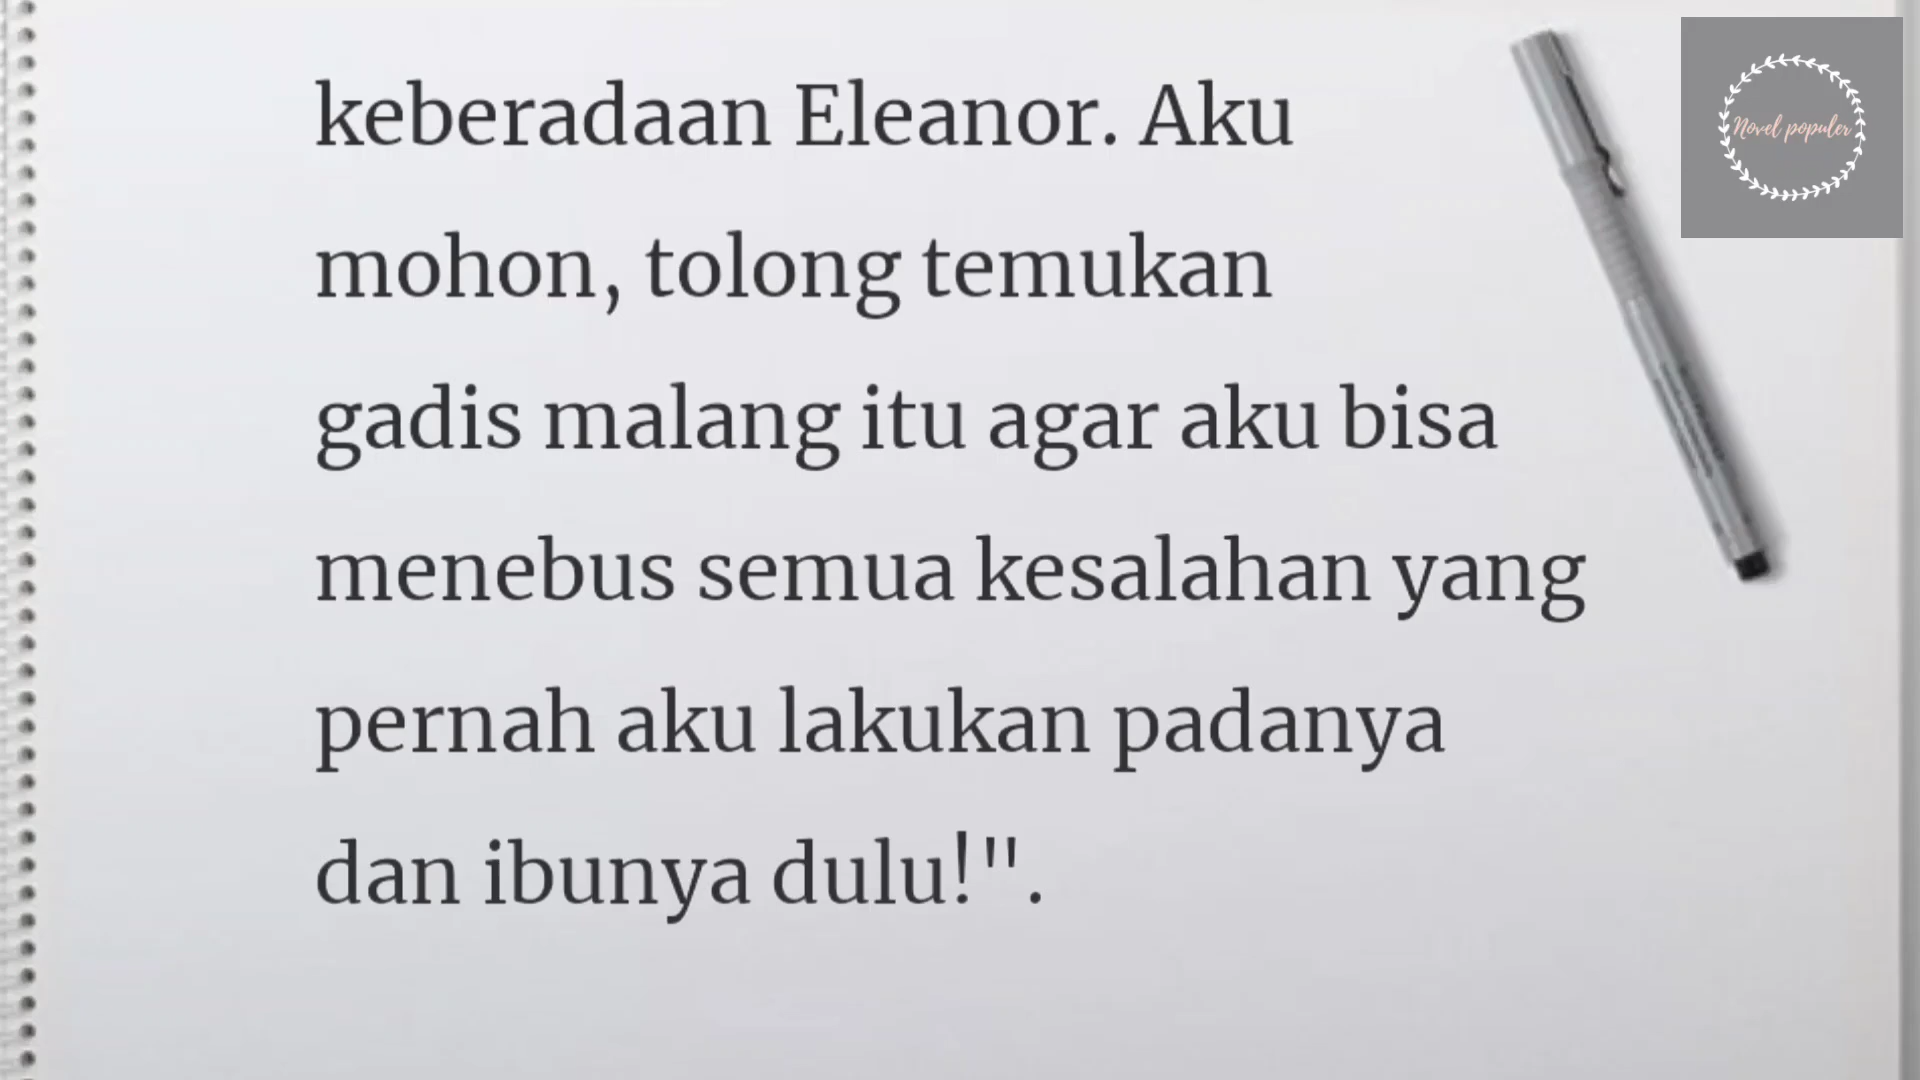 keberadaan Eleanor. Aku
mohon, tolong temukan
gadis malang itu agar aku bisa
menebus semua kesalahan yang
pernah aku lakukan padanya
dan ibunya dulu!".
Novel populer